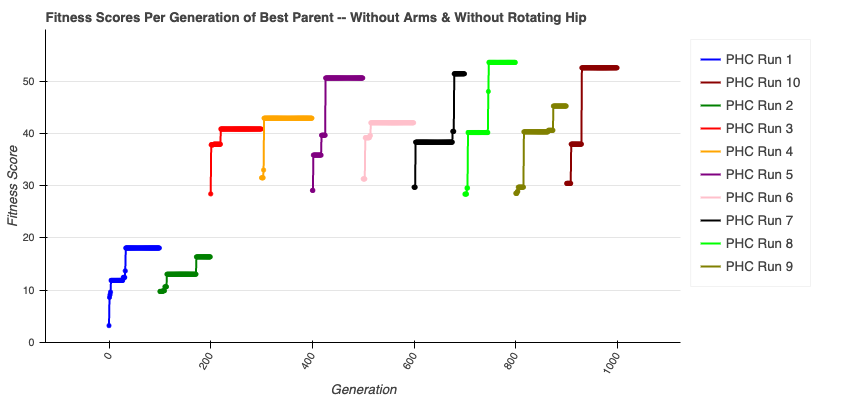 Fitness Scores Per Generation of Best Parent -- Without Arms & Without Rotating Hip
Fitness Score
50
40
30
20
10
0
0
200
400
600
800
1000
Generation
PHC Run 1
PHC Run 10
PHC Run 2
PHC Run 3
PHC Run 4
PHC Run 5
PHC Run 6
PHC Run 7
PHC Run 8
PHC Run 9